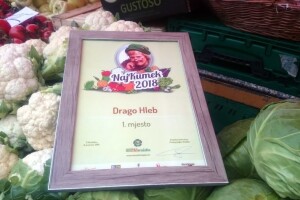 GUSTOSO
NajKumek
2018
Drago Hleb
1. mjesto